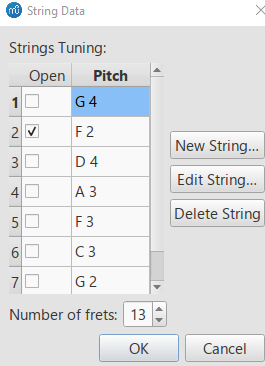 String Data
Strings Tuning:
Open Pitch
1 G 4
2 F 2
3 D 4
4 A 3
5 F 3
6 C 3
7 G 2
New String...
Edit String...
Delete String
Number of frets: 13
OK Cancel